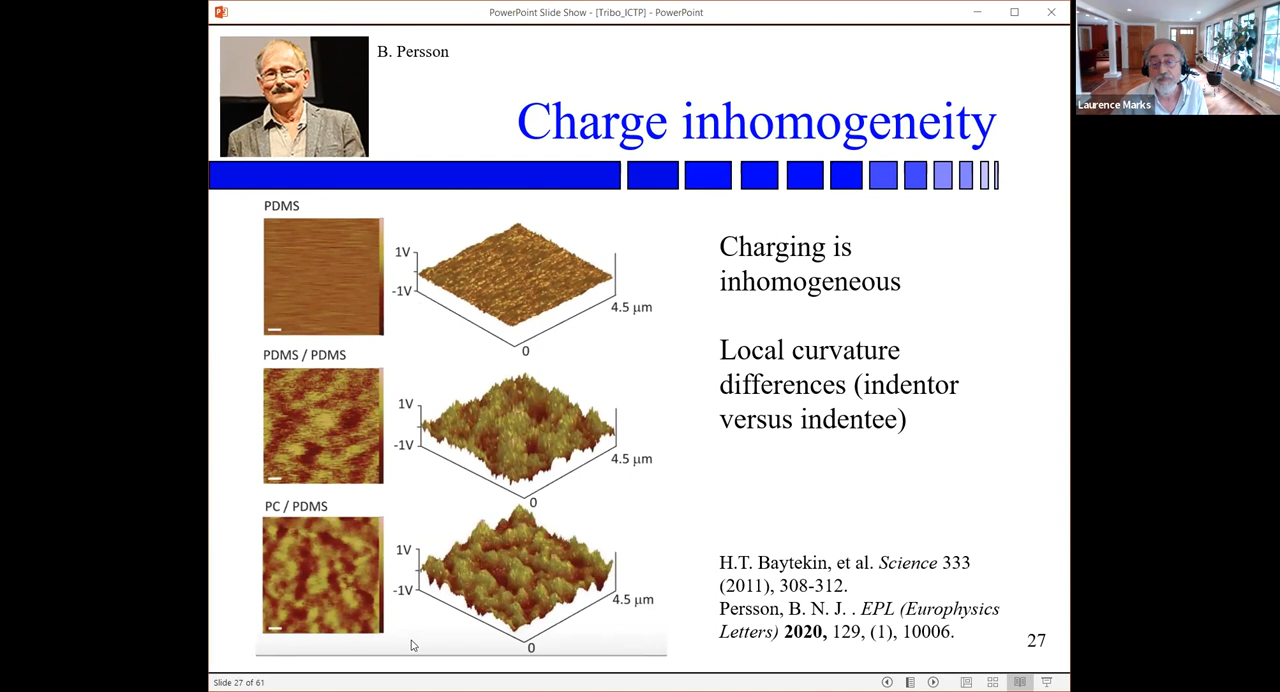 PowerPoint Slide Show - [Tribo_ICTP] - PowerPoint
B. Persson
Laurence Marks
Charge inhomogeneity
PDMS
1V
-1V
4.5 µm
0
PDMS / PDMS
1V
-1V
4.5 µm
0
PC / PDMS
1V
-1V
4.5 µm
0
Charging is
inhomogeneous
Local curvature
differences (indentor
versus indentee)
H.T. Baytekin, et al. Science 333
(2011), 308-312.
Persson, B. N. J. . EPL (Europhysics
Letters) 2020, 129, (1), 10006.
27
Slide 27 of 61